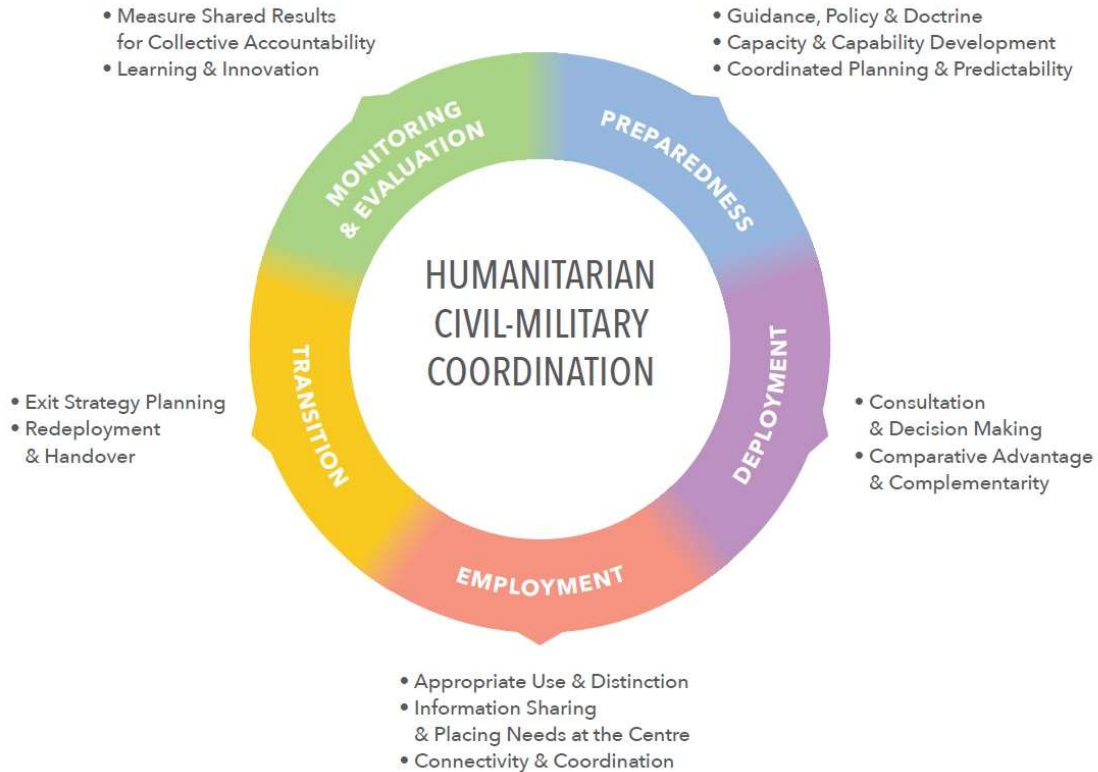 • Measure Shared Results
for Collective Accountability
• Learning & Innovation
• Guidance, Policy & Doctrine
• Capacity & Capability Development
• Coordinated Planning & Predictability
MONITORING
& EVALUATION
PREPAREDNESS
HUMANITARIAN
CIVIL-MILITARY
COORDINATION
TRANSITION
DEPLOYMENT
• Exit Strategy Planning
• Redeployment
& Handover
• Consultation
& Decision Making
• Comparative Advantage
& Complementarity
EMPLOYMENT
• Appropriate Use & Distinction
• Information Sharing
& Placing Needs at the Centre
• Connectivity & Coordination